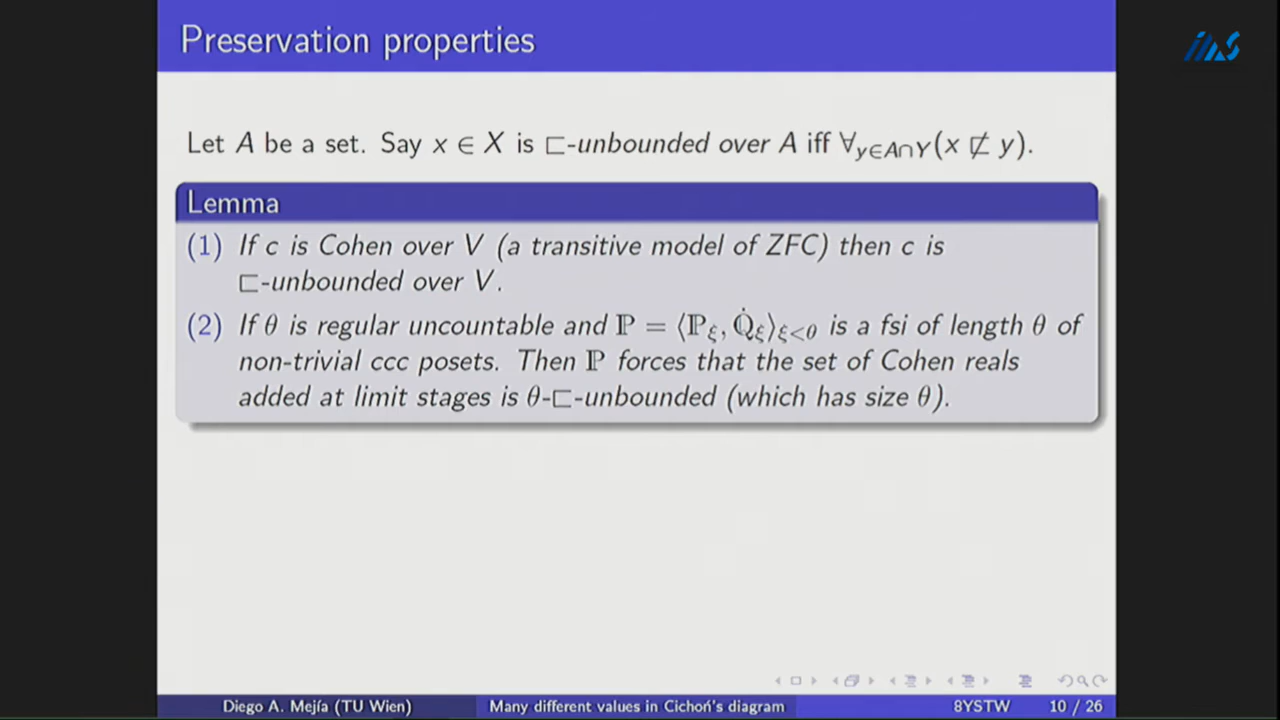 Preservation properties
IMS
Let A be a set. Say x ∈ X is ⊏-unbounded over A iff ∀_{y∈A∩Y}(x ⊏̸ y).
Lemma
(1) If c is Cohen over V (a transitive model of ZFC) then c is
⊏-unbounded over V.
(2) If θ is regular uncountable and ℙ = ⟨ℙ_ξ, ℚ̇_ξ⟩_{ξ<θ} is a fsi of length θ of
non-trivial ccc posets. Then ℙ forces that the set of Cohen reals
added at limit stages is θ-⊏-unbounded (which has size θ).
Diego A. Mejía (TU Wien) Many different values in Cichoń's diagram 8YSTW 10 / 26